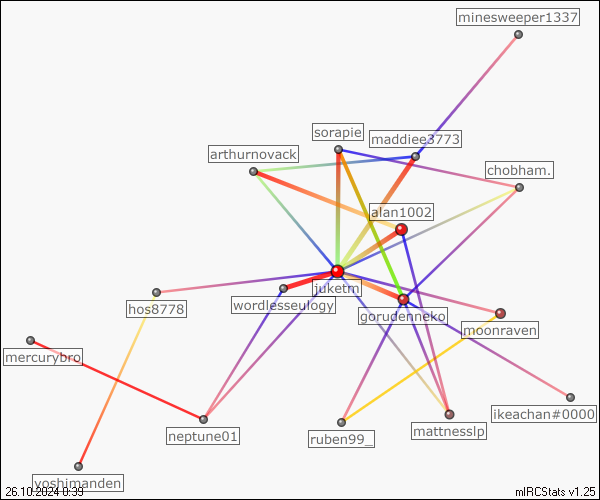 minesweeper1337
sorapie
maddiee3773
arthurnovack
chobham.
alan1002
juketm
wordlesseulogy
hos8778
gorudenneko
moonraven
mercurybro
ikeachan#0000
neptune01
ruben99_
mattnesslp
yoshimanden
26.10.2024 0:39
mIRCStats v1.25